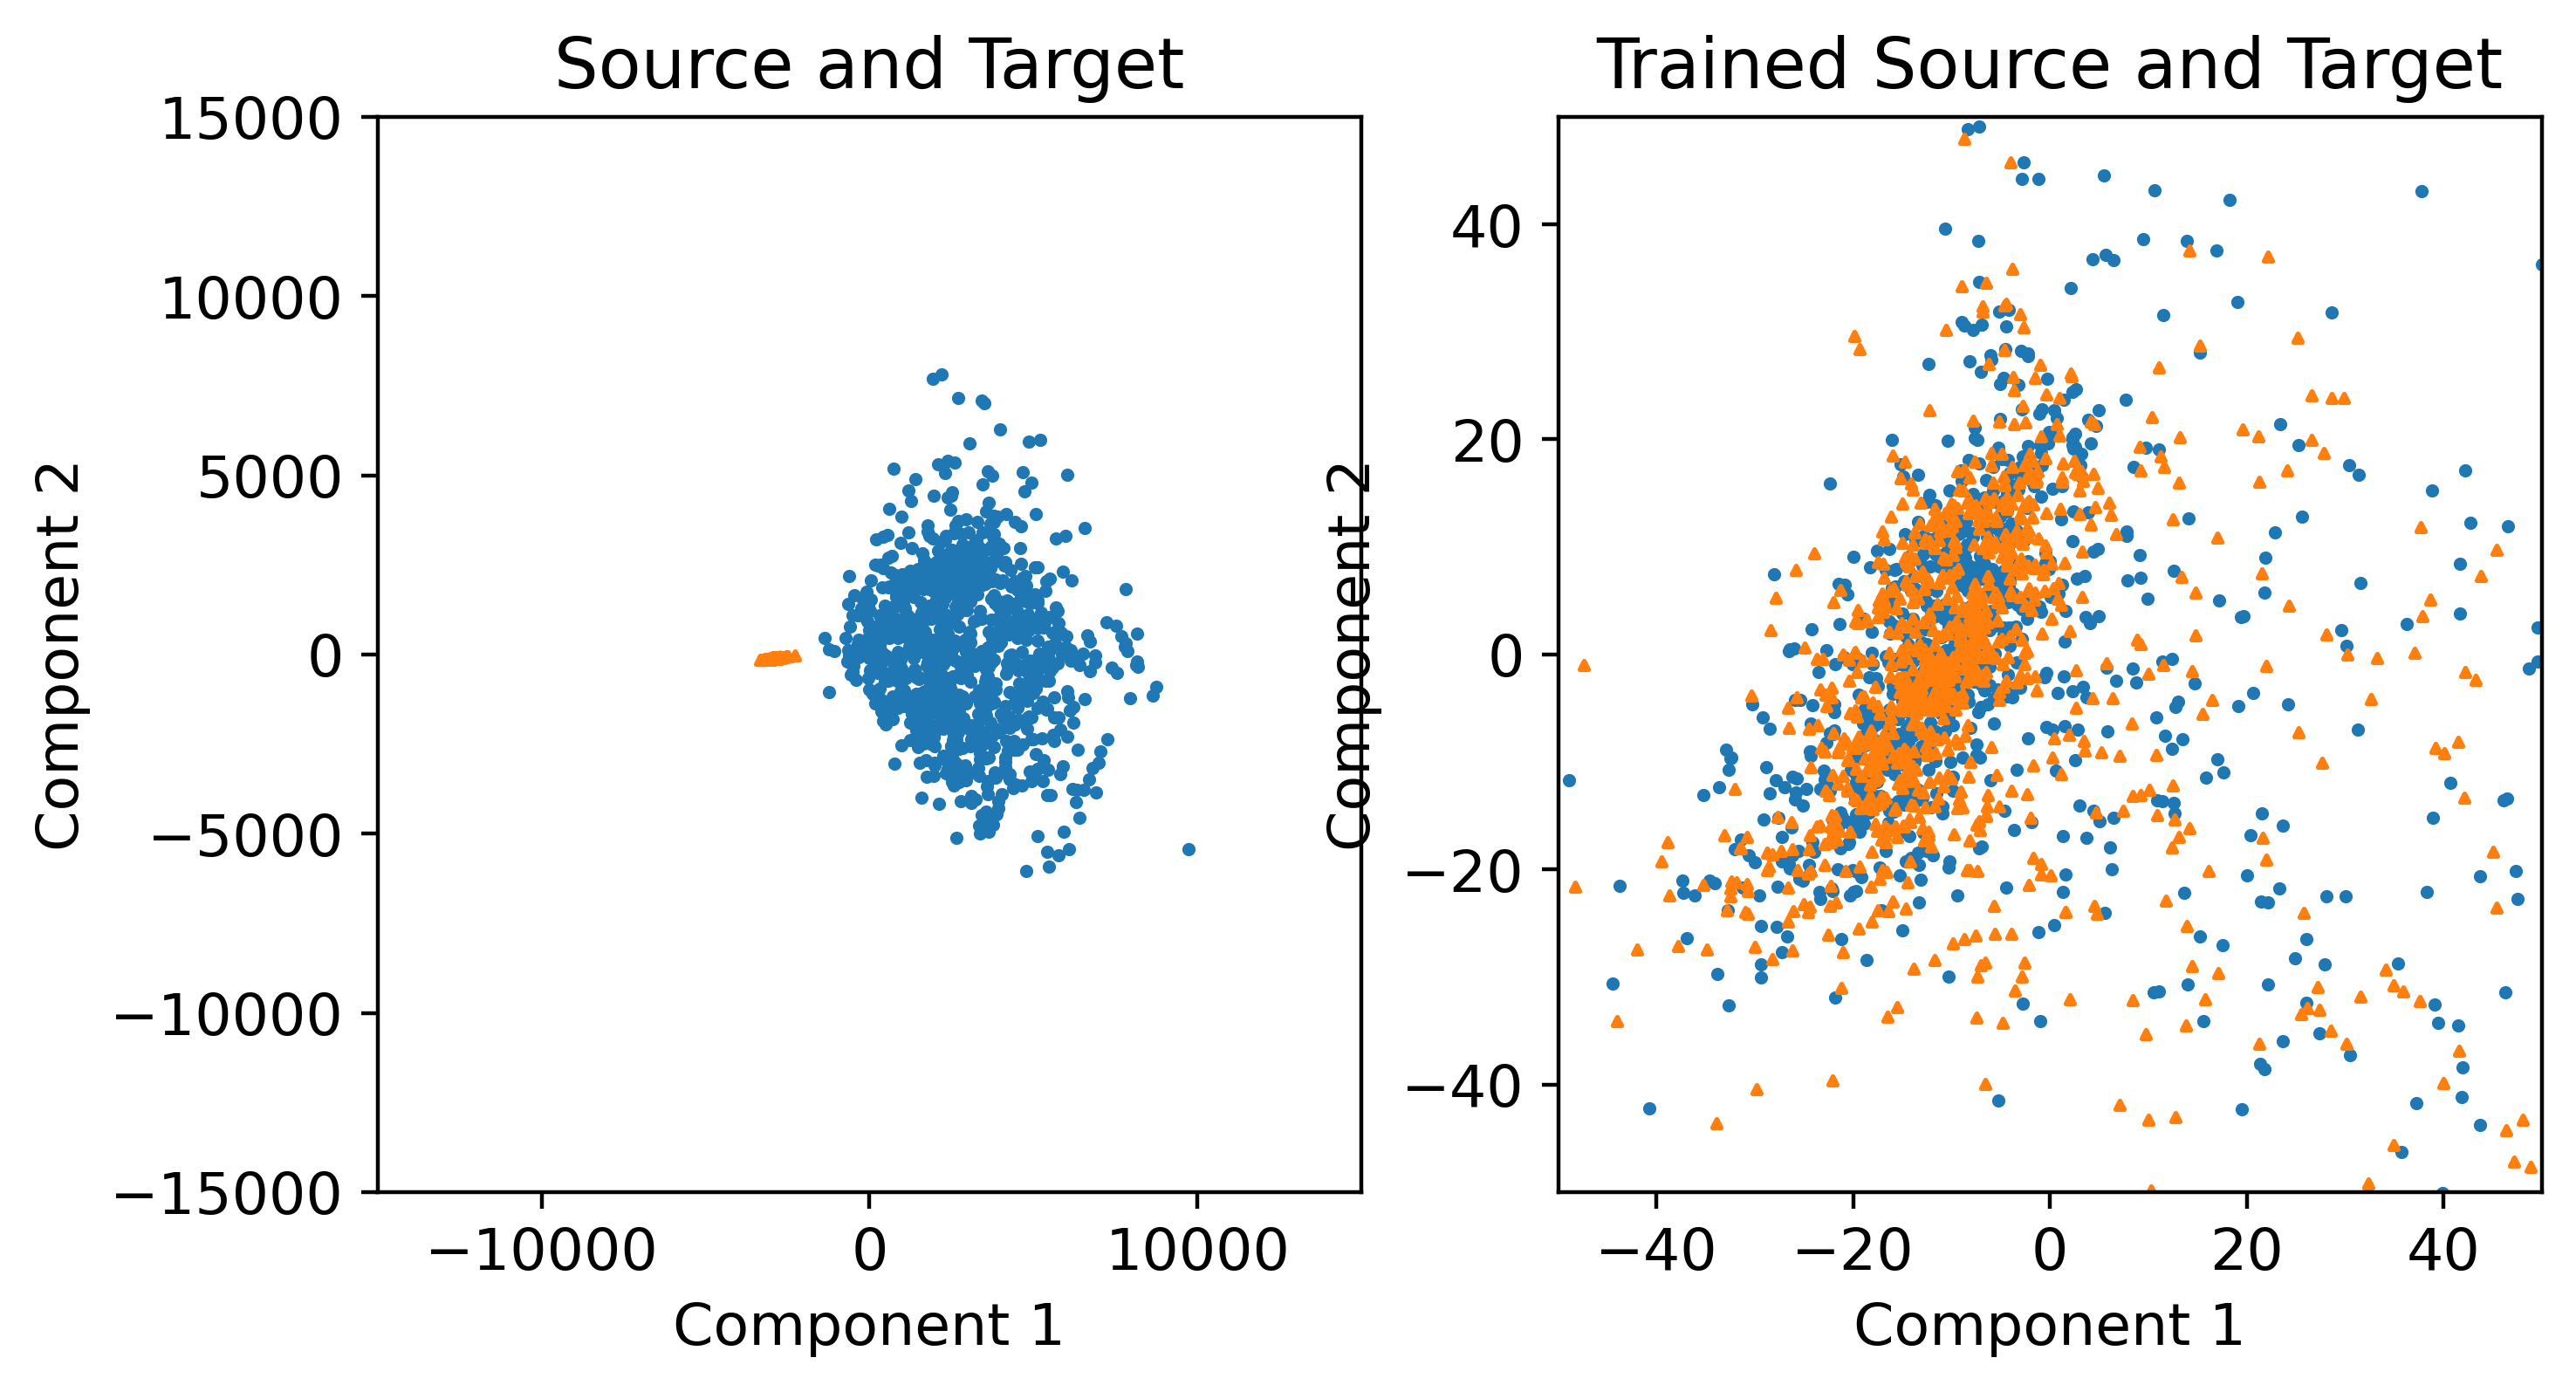 Source and Target
15000
10000
5000
0
−5000
−10000
−15000
Component 2
−10000 0 10000
Component 1
Trained Source and Target
40
20
0
−20
−40
Component 2
−40 −20 0 20 40
Component 1